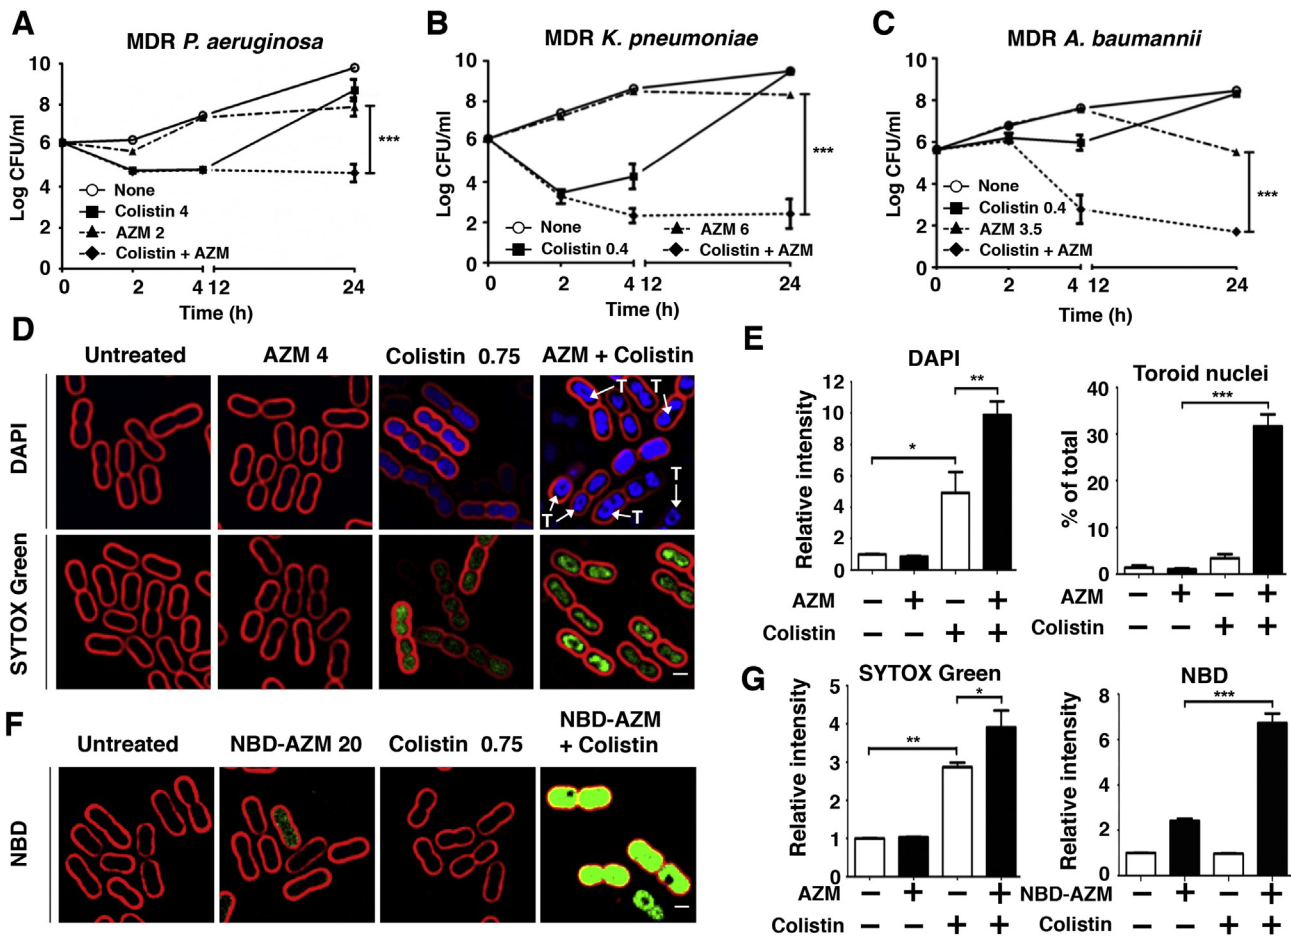 A
MDR P. aeruginosa
Log CFU/ml
10
8
6
4
2
0
None
Colistin 4
AZM 2
Colistin + AZM
***
0 2 4 12 24
Time (h)
B
MDR K. pneumoniae
Log CFU/ml
10
8
6
4
2
0
None
Colistin 0.4
AZM 6
Colistin + AZM
***
0 2 4 12 24
Time (h)
C
MDR A. baumannii
Log CFU/ml
10
8
6
4
2
0
None
Colistin 0.4
AZM 3.5
Colistin + AZM
***
0 2 4 12 24
Time (h)
D
Untreated AZM 4 Colistin 0.75 AZM + Colistin
DAPI
T T
T
T T T
SYTOX Green
E
DAPI
Relative intensity
12
10
8
6
4
2
0
*
**
AZM − + − +
Colistin − − + +
Toroid nuclei
% of total
40
30
20
10
0
***
AZM − + − +
Colistin − − + +
F
Untreated NBD-AZM 20 Colistin 0.75 NBD-AZM
+ Colistin
NBD
G
SYTOX Green
Relative intensity
5
4
3
2
1
0
**
*
AZM − + − +
Colistin − − + +
NBD
Relative intensity
8
6
4
2
0
***
NBD-AZM − + − +
Colistin − − + +